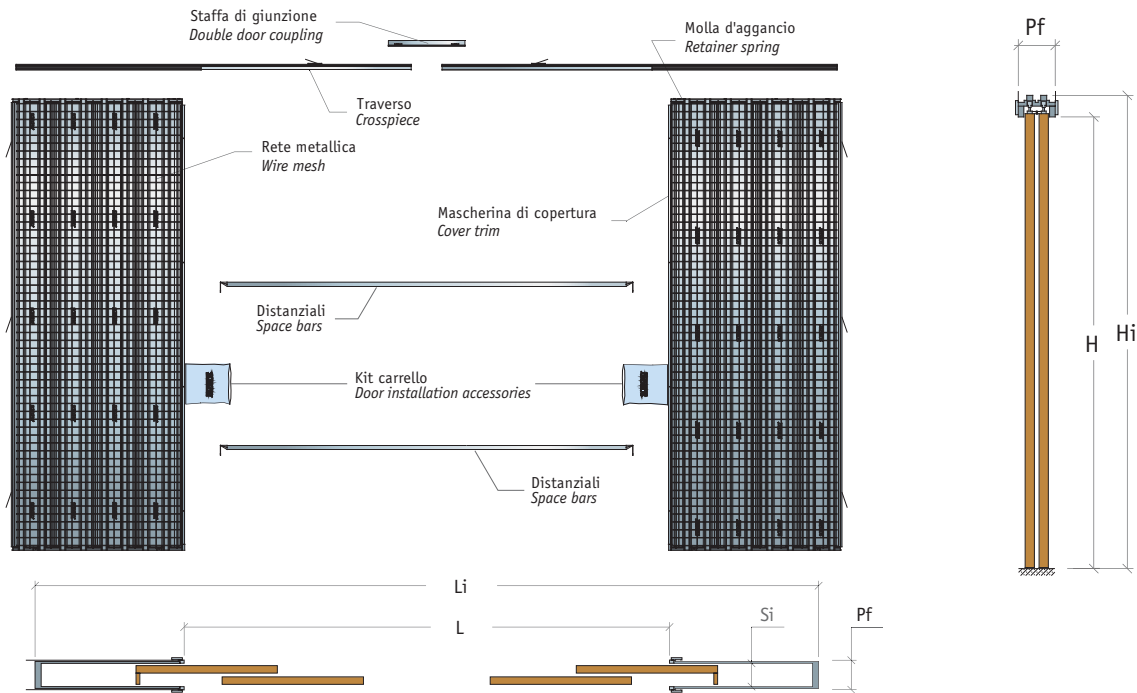 Staffa di giunzione
Double door coupling
Molla d'aggancio
Retainer spring
Pf
Traverso
Crosspiece
Rete metallica
Wire mesh
Mascherina di copertura
Cover trim
Distanziali
Space bars
H
Hi
Kit carrello
Door installation accessories
Distanziali
Space bars
Li
L
Si
Pf